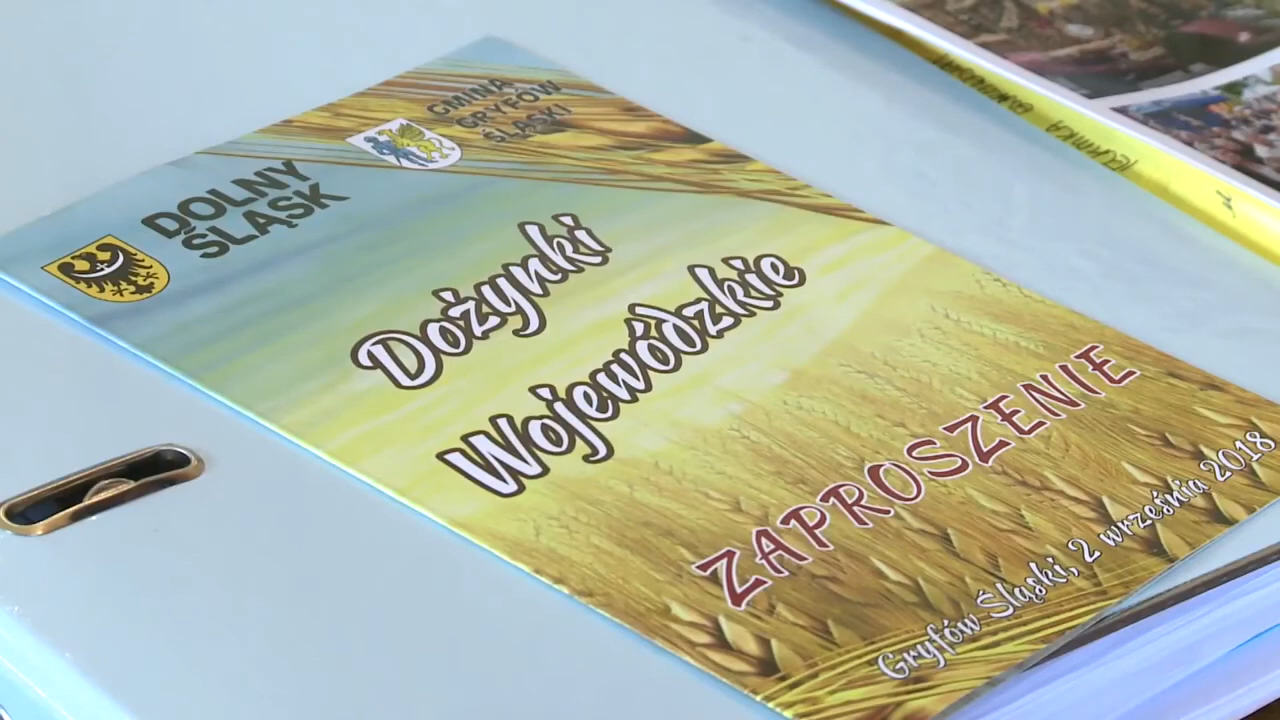 DOLNY
ŚLĄSK
GMINA
GRYFÓW
ŚLĄSKI
Dożynki
Wojewódzkie
ZAPROSZENIE
Gryfów Śląski, 2 września 2018